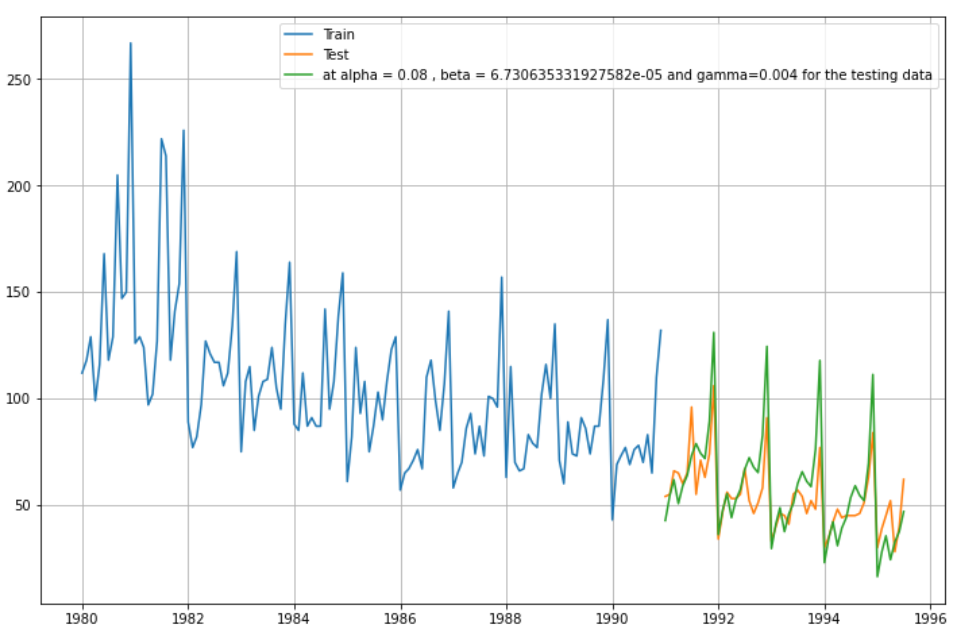 Train
Test
at alpha = 0.08 , beta = 6.730635331927582e-05 and gamma=0.004 for the testing data
250
200
150
100
50
1980 1982 1984 1986 1988 1990 1992 1994 1996